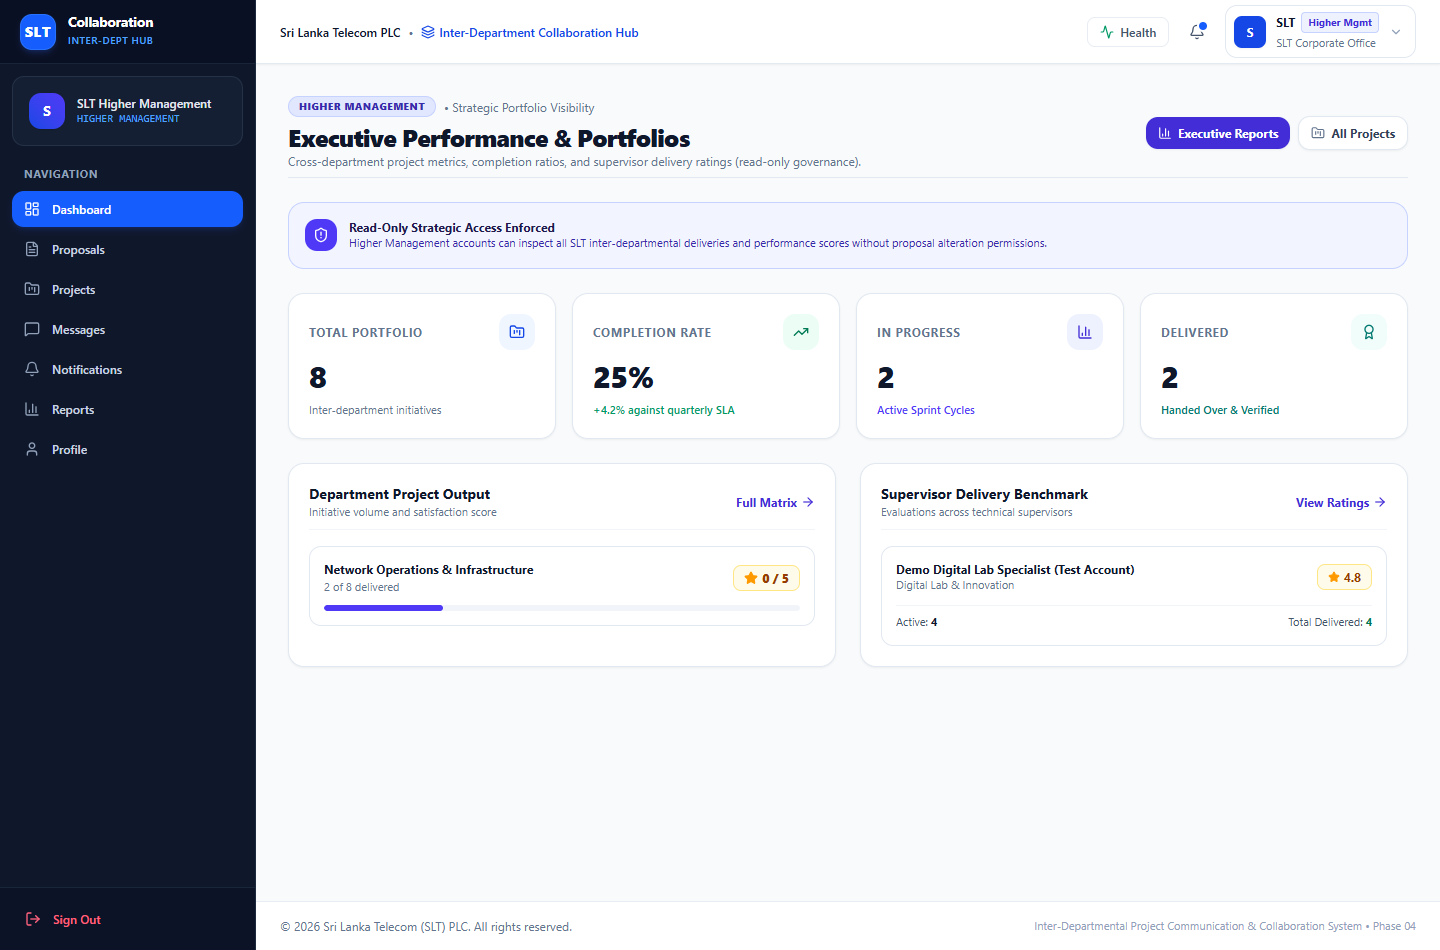 SLT
Collaboration
INTER-DEPT HUB
S
SLT Higher Management
HIGHER MANAGEMENT
NAVIGATION
Dashboard
Proposals
Projects
Messages
Notifications
Reports
Profile
Sign Out
Sri Lanka Telecom PLC • Inter-Department Collaboration Hub
Health
S
SLT Higher Mgmt
SLT Corporate Office
HIGHER MANAGEMENT • Strategic Portfolio Visibility
Executive Performance & Portfolios
Cross-department project metrics, completion ratios, and supervisor delivery ratings (read-only governance).
Executive Reports
All Projects
Read-Only Strategic Access Enforced
Higher Management accounts can inspect all SLT inter-departmental deliveries and performance scores without proposal alteration permissions.
TOTAL PORTFOLIO
8
Inter-department initiatives
COMPLETION RATE
25%
+4.2% against quarterly SLA
IN PROGRESS
2
Active Sprint Cycles
DELIVERED
2
Handed Over & Verified
Department Project Output
Initiative volume and satisfaction score
Full Matrix →
Network Operations & Infrastructure
2 of 8 delivered
0 / 5
Supervisor Delivery Benchmark
Evaluations across technical supervisors
View Ratings →
Demo Digital Lab Specialist (Test Account)
Digital Lab & Innovation
4.8
Active: 4
Total Delivered: 4
© 2026 Sri Lanka Telecom (SLT) PLC. All rights reserved.
Inter-Departmental Project Communication & Collaboration System • Phase 04